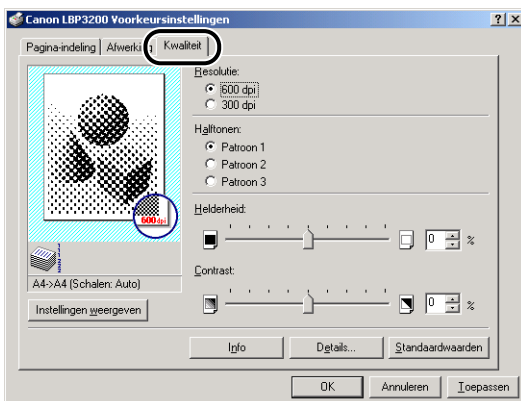 Canon LBP3200 Voorkeursinstellingen
Pagina-indeling Afwerking Kwaliteit
Resolutie:
600 dpi
300 dpi
Halftonen:
Patroon 1
Patroon 2
Patroon 3
600 dpi
Helderheid:
0 %
A4->A4 (Schalen: Auto)
Contrast:
0 %
Instellingen weergeven
Info Details... Standaardwaarden
OK Annuleren Toepassen